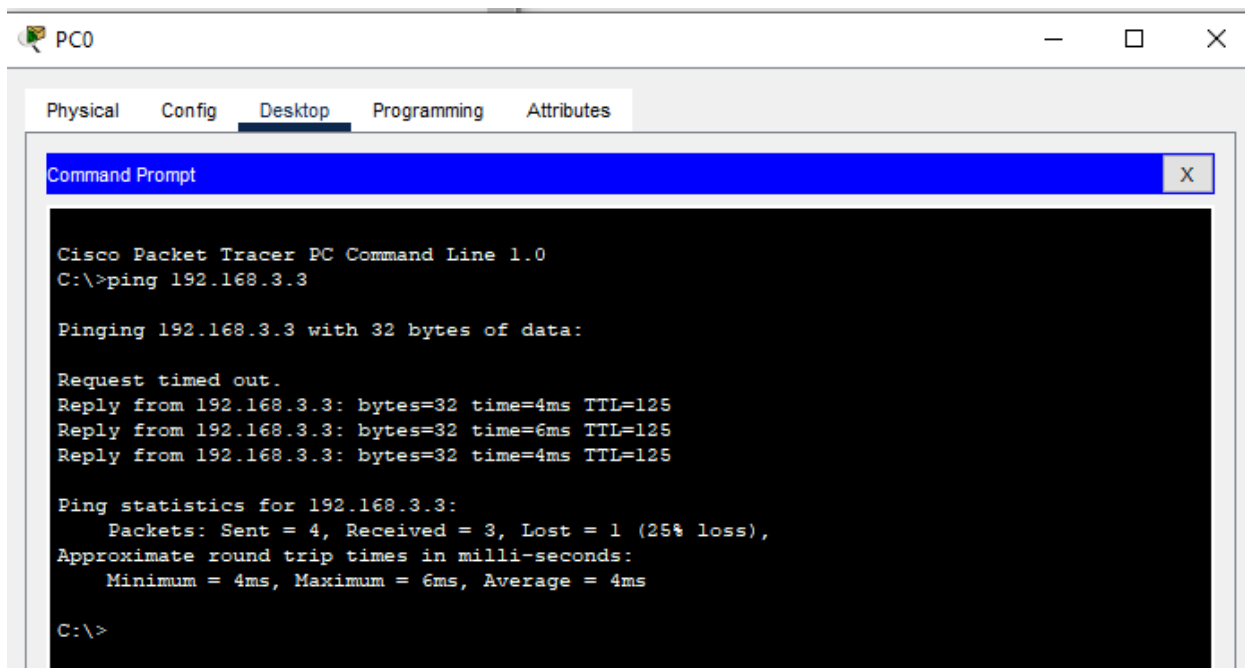 PC0
Physical Config Desktop Programming Attributes
Command Prompt X
Cisco Packet Tracer PC Command Line 1.0
C:\>ping 192.168.3.3
Pinging 192.168.3.3 with 32 bytes of data:
Request timed out.
Reply from 192.168.3.3: bytes=32 time=4ms TTL=125
Reply from 192.168.3.3: bytes=32 time=6ms TTL=125
Reply from 192.168.3.3: bytes=32 time=4ms TTL=125
Ping statistics for 192.168.3.3:
    Packets: Sent = 4, Received = 3, Lost = 1 (25% loss),
Approximate round trip times in milli-seconds:
    Minimum = 4ms, Maximum = 6ms, Average = 4ms
C:\>